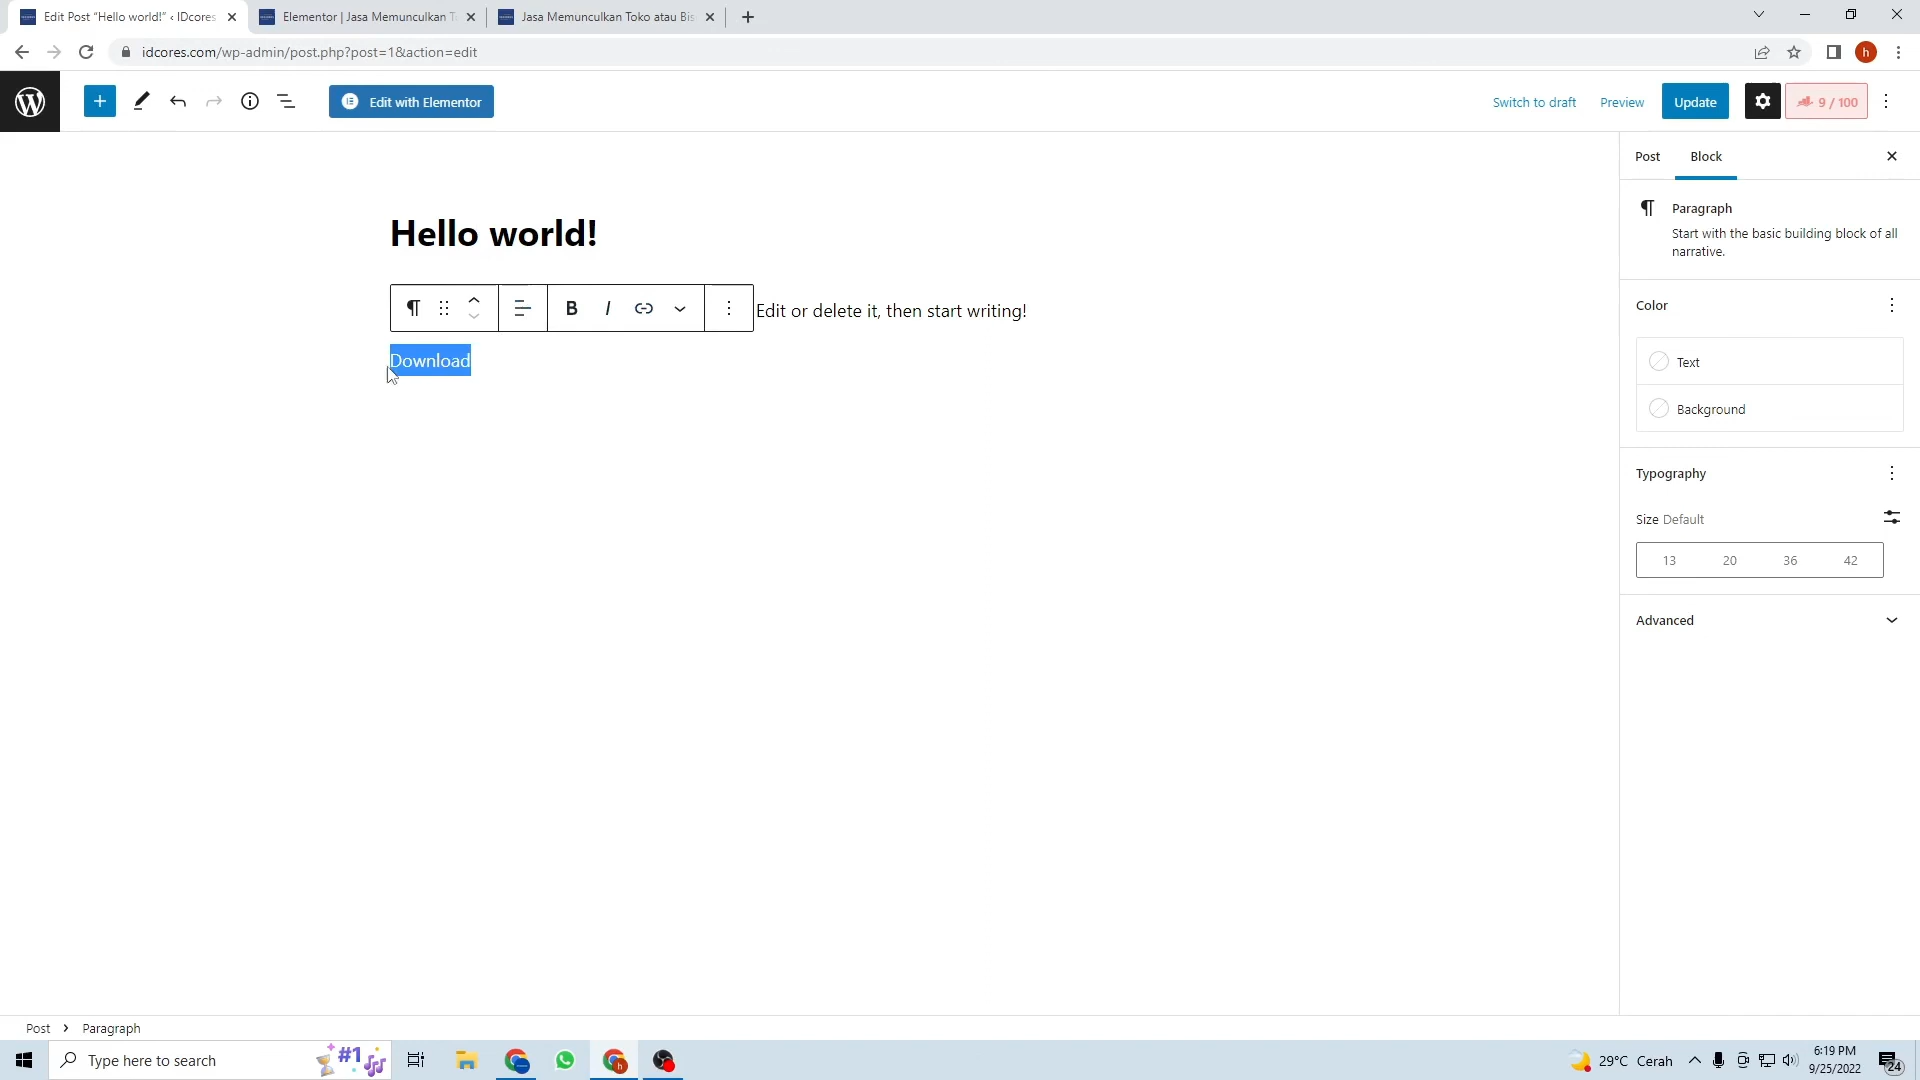 Edit Post “Hello world!” ‹ IDcores
Elementor | Jasa Memunculkan T
Jasa Memunculkan Toko atau Bis
idcores.com/wp-admin/post.php?post=1&action=edit
h
Edit with Elementor
Switch to draft
Preview
Update
9 / 100
Post
Block
Paragraph
Start with the basic building block of all
narrative.
Hello world!
B I
Edit or delete it, then start writing!
Download
Color
Text
Background
Typography
Size Default
13 20 36 42
Advanced
Post > Paragraph
Type here to search
#1
h
29°C Cerah
6:19 PM
9/25/2022
24